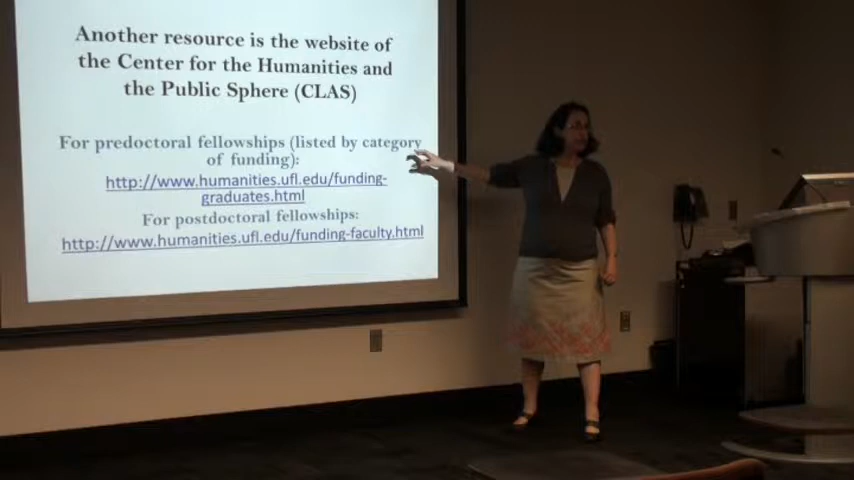 Another resource is the website of
the Center for the Humanities and
the Public Sphere (CLAS)
For predoctoral fellowships (listed by category
of funding):
http://www.humanities.ufl.edu/funding-
graduates.html
For postdoctoral fellowships:
http://www.humanities.ufl.edu/funding-faculty.html